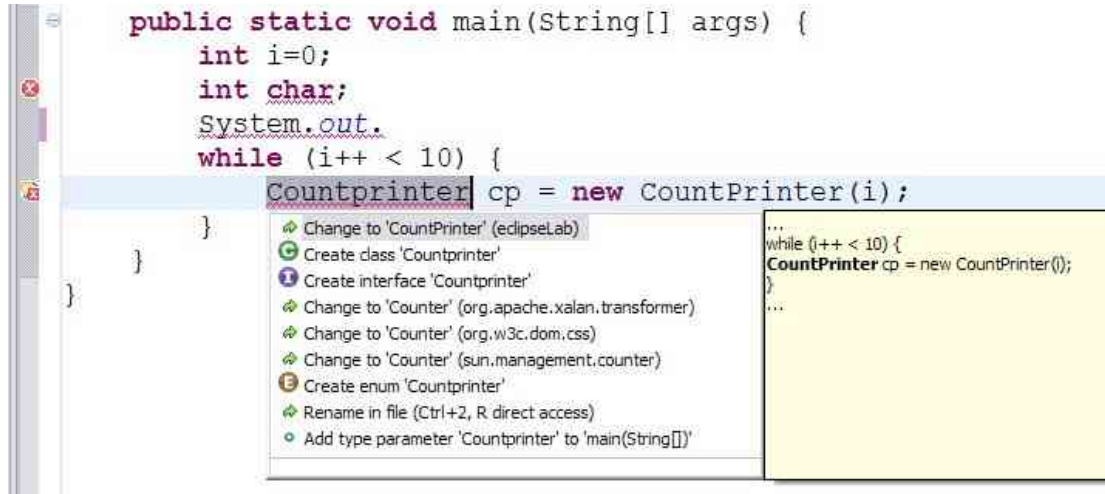 public static void main(String[] args) {
int i=0;
int char;
System.out.
while (i++ < 10) {
Countprinter cp = new CountPrinter(i);
}
}
}
Change to 'CountPrinter' (eclipseLab)
Create class 'Countprinter'
Create interface 'Countprinter'
Change to 'Counter' (org.apache.xalan.transformer)
Change to 'Counter' (org.w3c.dom.css)
Change to 'Counter' (sun.management.counter)
Create enum 'Countprinter'
Rename in file (Ctrl+2, R direct access)
Add type parameter 'Countprinter' to 'main(String[])'
...
while (i++ < 10) {
CountPrinter cp = new CountPrinter(i);
}
...